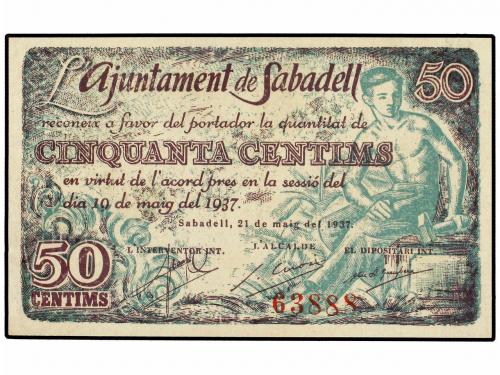 L'Ajuntament de Sabadell 50
reconeix a favor del portador la quantitat de
CINQUANTA CENTIMS
en virtut de l'acord pres en la sessió del
dia 10 de maig del 1937.
Sabadell, 21 de maig del 1937.
L'INTERVENTOR INT. L'ALCALDE EL DIPOSITARI INT.
50
CENTIMS
63888